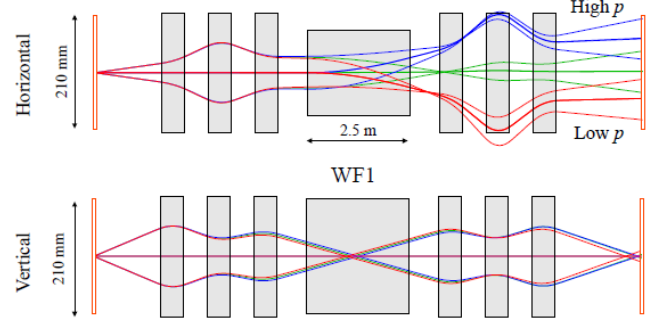 High p
Horizontal
210 mm
2.5 m
Low p
WF1
Vertical
210 mm